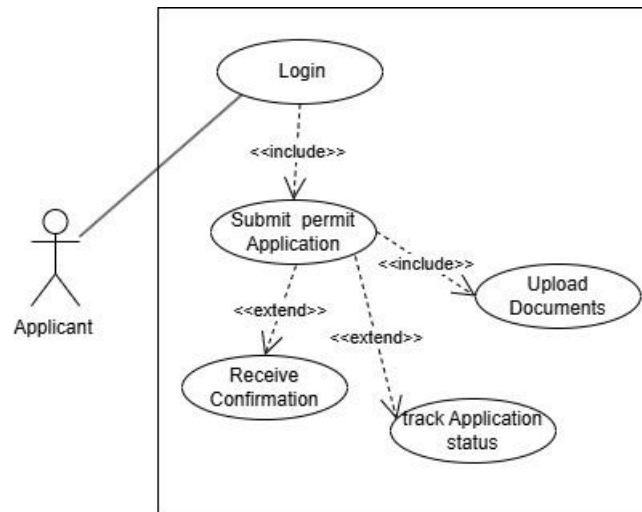 Login
<<include>>
Submit permit
Application
<<include>>
Upload
Documents
Applicant
<<extend>>
<<extend>>
Receive
Confirmation
track Application
status